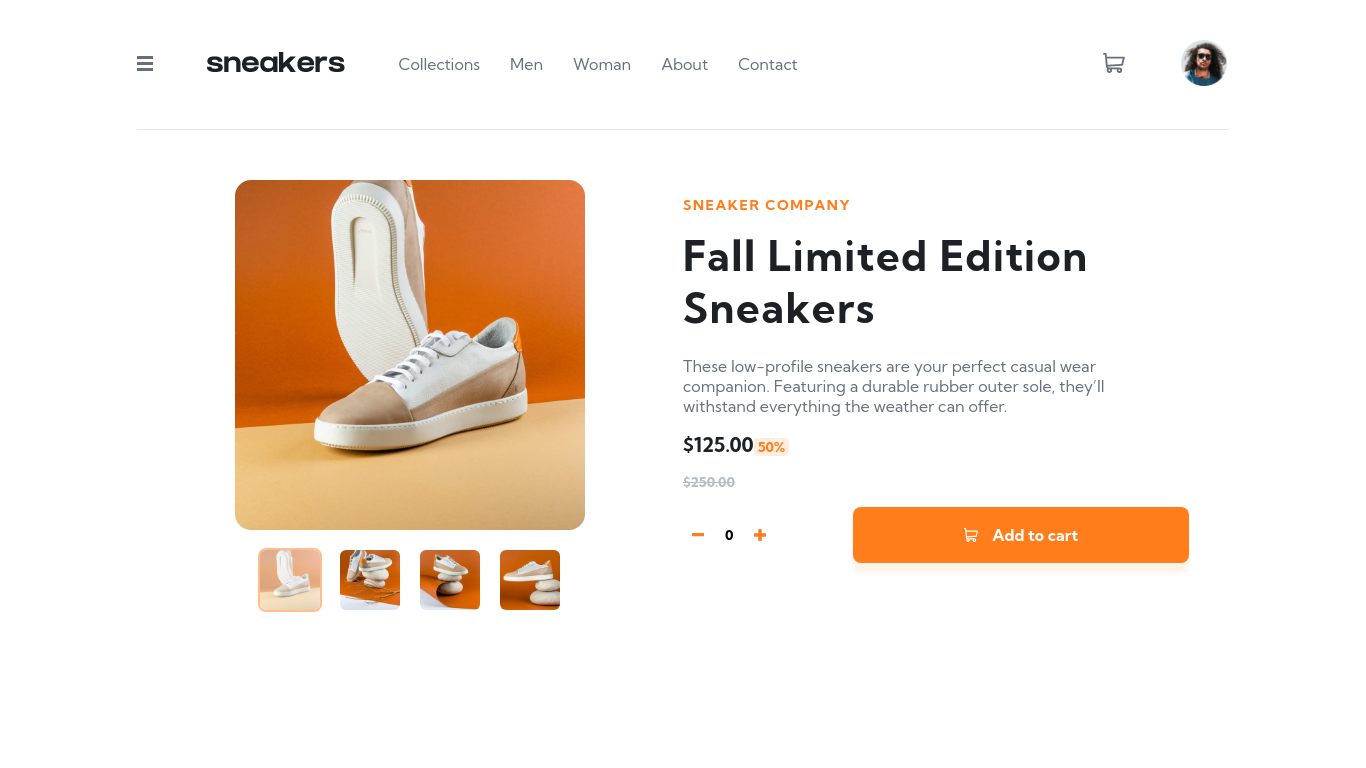 sneakers
Collections Men Woman About Contact
SNEAKER COMPANY
Fall Limited Edition
Sneakers
These low-profile sneakers are your perfect casual wear
companion. Featuring a durable rubber outer sole, they’ll
withstand everything the weather can offer.
$125.00 50%
$250.00
0 Add to cart